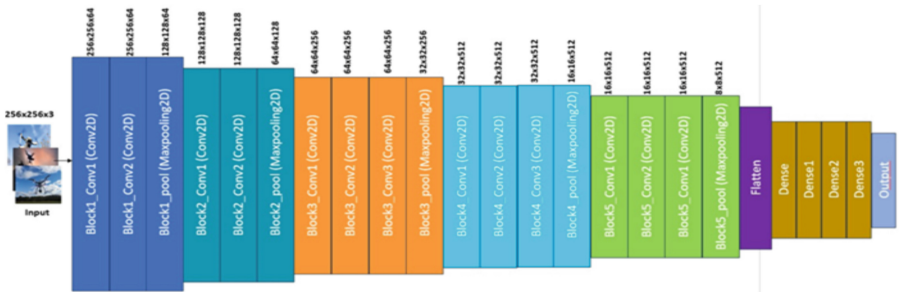 256x256x3
Input
256x256x64
Block1_Conv1 (Conv2D)
256x256x64
Block1_Conv2 (Conv2D)
128x128x64
Block1_pool (Maxpooling2D)
128x128x128
Block2_Conv1 (Conv2D)
128x128x128
Block2_Conv2 (Conv2D)
64x64x128
Block2_pool (Maxpooling2D)
64x64x256
Block3_Conv1 (Conv2D)
64x64x256
Block3_Conv2 (Conv2D)
64x64x256
Block3_Conv3 (Conv2D)
32x32x256
Block3_pool (Maxpooling2D)
32x32x512
Block4_Conv1 (Conv2D)
32x32x512
Block4_Conv2 (Conv2D)
32x32x512
Block4_Conv3 (Conv2D)
16x16x512
Block4_pool (Maxpooling2D)
16x16x512
Block5_Conv1 (Conv2D)
16x16x512
Block5_Conv2 (Conv2D)
16x16x512
Block5_Conv1 (Conv2D)
8x8x512
Block5_pool (Maxpooling2D)
Flatten
Dense
Dense1
Dense2
Dense3
Output